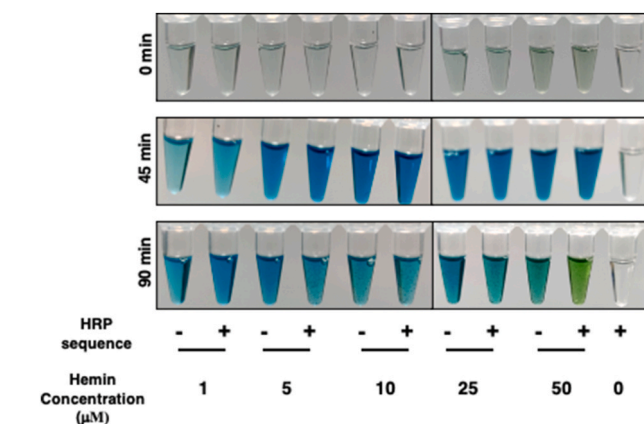 0 min
45 min
90 min
HRP sequence - + - + - + - + - + +
Hemin Concentration (μM) 1 5 10 25 50 0